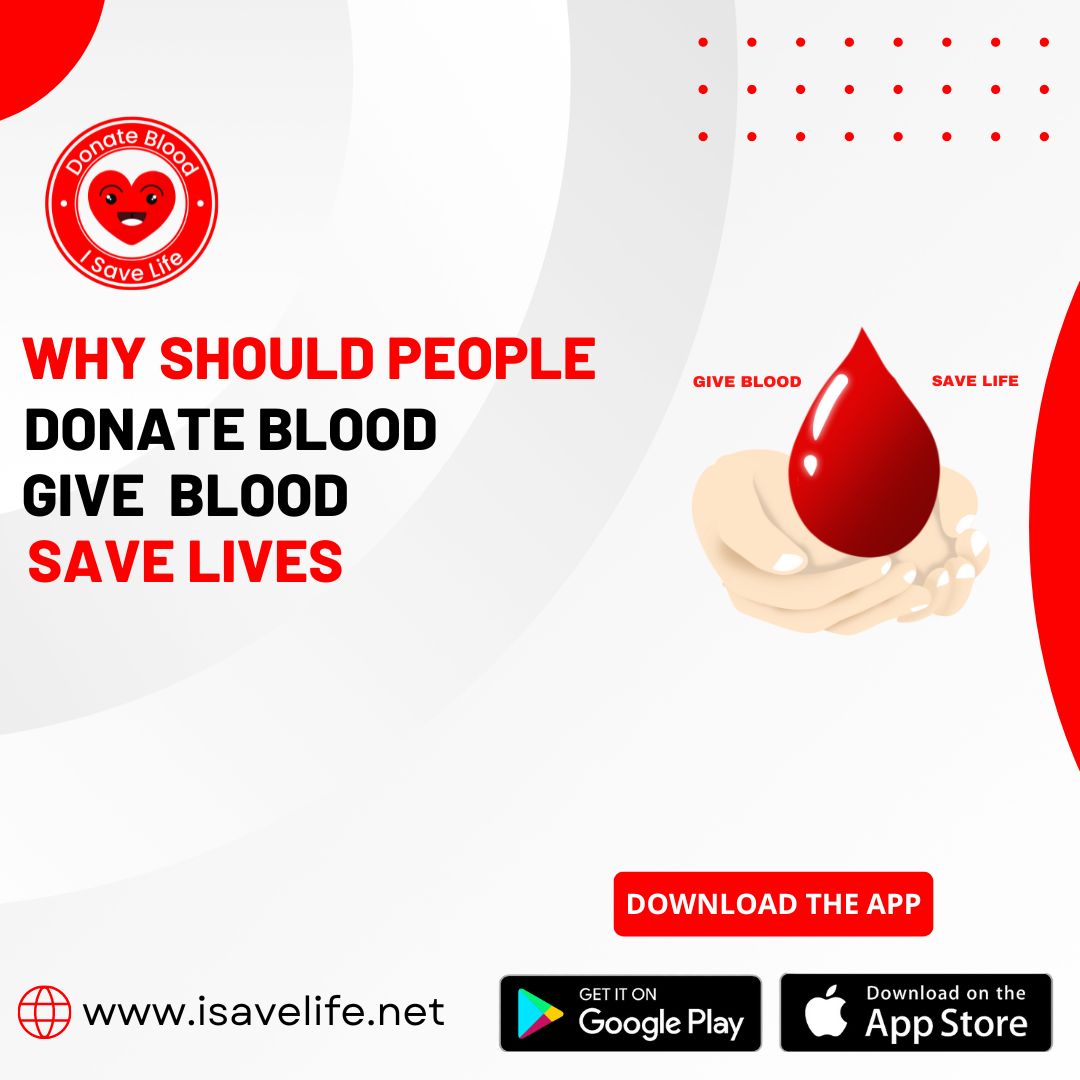 Donate Blood
I Save Life
WHY SHOULD PEOPLE
DONATE BLOOD
GIVE BLOOD
SAVE LIVES
GIVE BLOOD
SAVE LIFE
DOWNLOAD THE APP
www.isavelife.net
GET IT ON
Google Play
Download on the
App Store